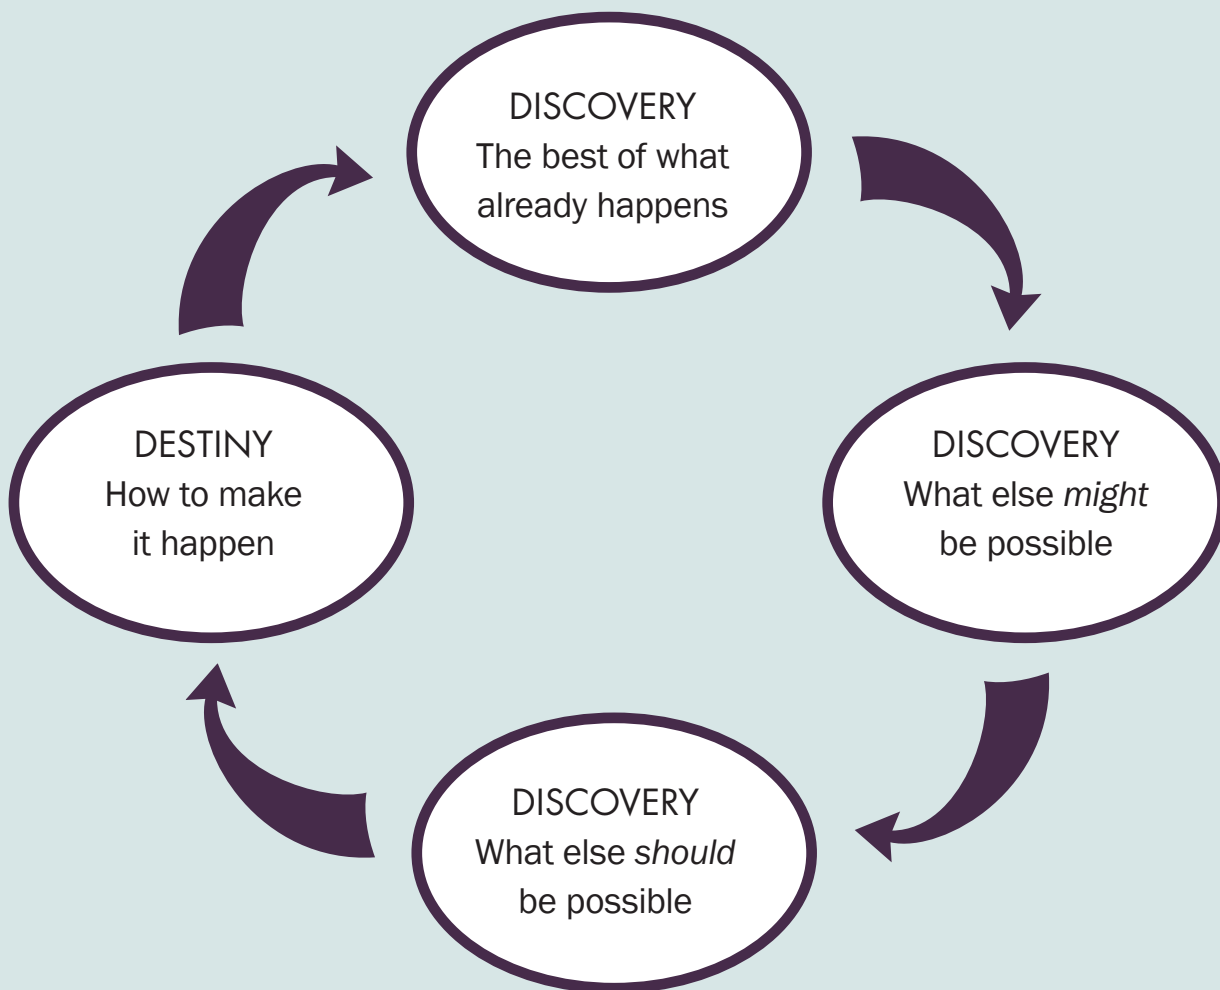 DISCOVERY
The best of what
already happens
DESTINY
How to make
it happen
DISCOVERY
What else might
be possible
DISCOVERY
What else should
be possible